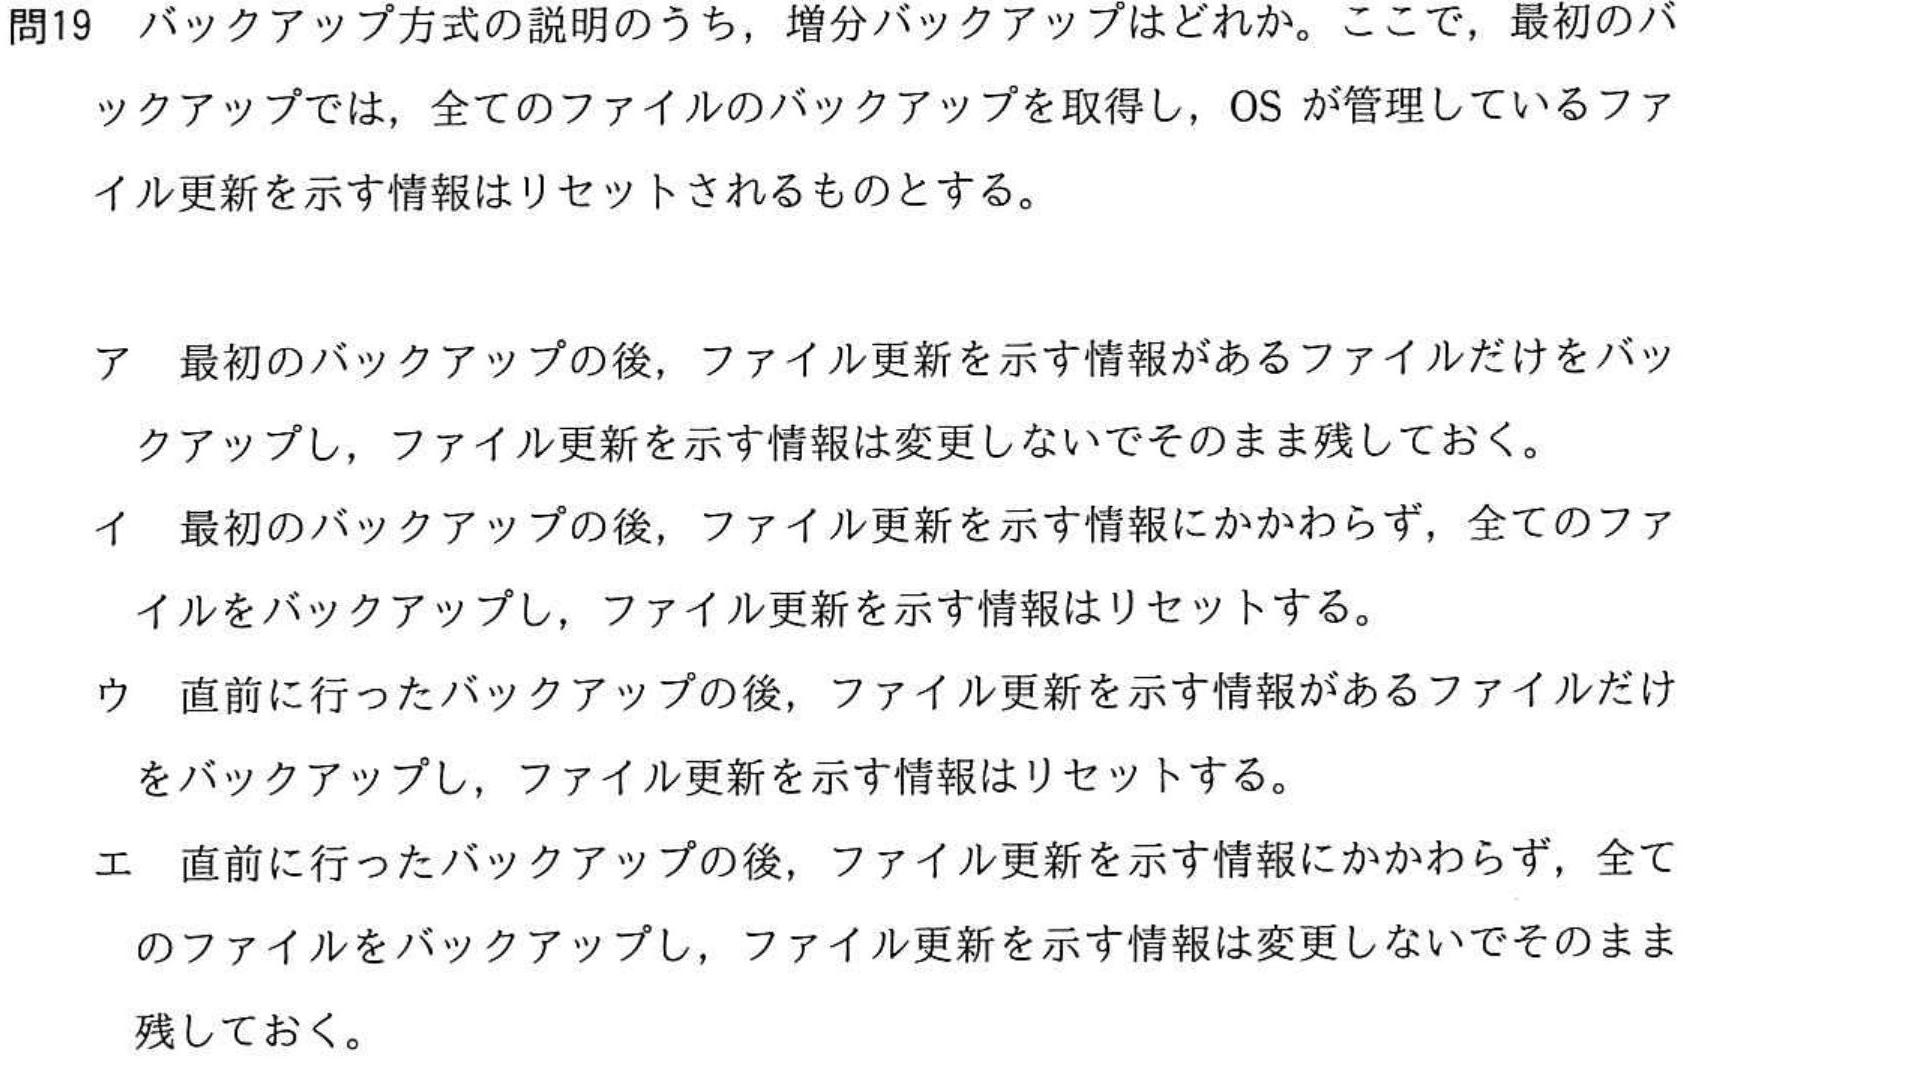 問19　バックアップ方式の説明のうち，増分バックアップはどれか。ここで，最初のバ
ックアップでは，全てのファイルのバックアップを取得し，OS が管理しているファ
イル更新を示す情報はリセットされるものとする。
ア　最初のバックアップの後，ファイル更新を示す情報があるファイルだけをバッ
クアップし，ファイル更新を示す情報は変更しないでそのまま残しておく。
イ　最初のバックアップの後，ファイル更新を示す情報にかかわらず，全てのファ
イルをバックアップし，ファイル更新を示す情報はリセットする。
ウ　直前に行ったバックアップの後，ファイル更新を示す情報があるファイルだけ
をバックアップし，ファイル更新を示す情報はリセットする。
エ　直前に行ったバックアップの後，ファイル更新を示す情報にかかわらず，全て
のファイルをバックアップし，ファイル更新を示す情報は変更しないでそのまま
残しておく。